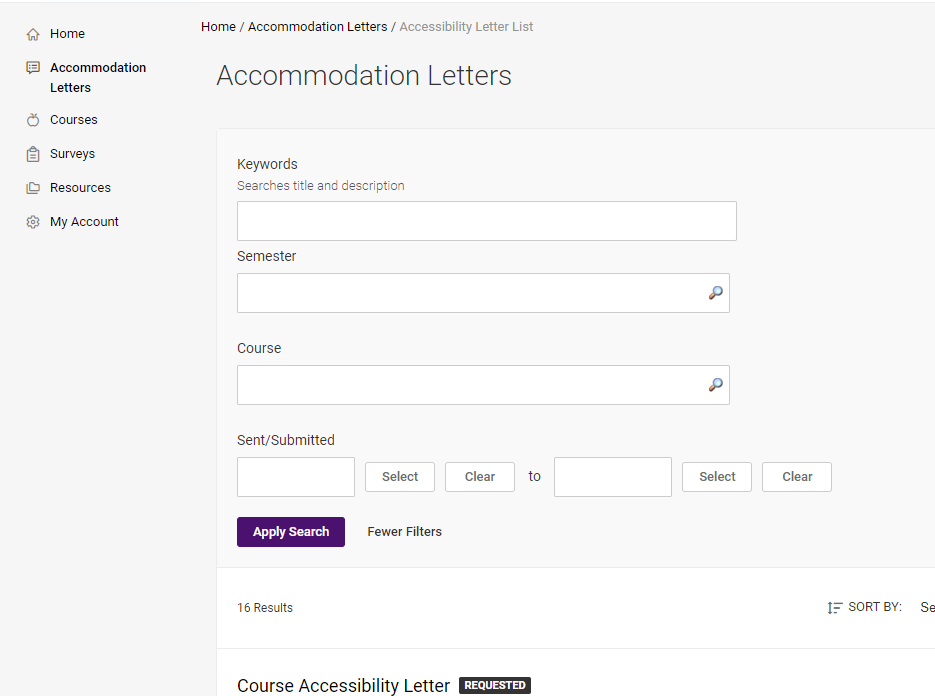 Home
Accommodation
Letters
Courses
Surveys
Resources
My Account
Home / Accommodation Letters / Accessibility Letter List
Accommodation Letters
Keywords
Searches title and description
Semester
Course
Sent/Submitted
Select Clear to Select Clear
Apply Search Fewer Filters
16 Results SORT BY: Se
Course Accessibility Letter REQUESTED